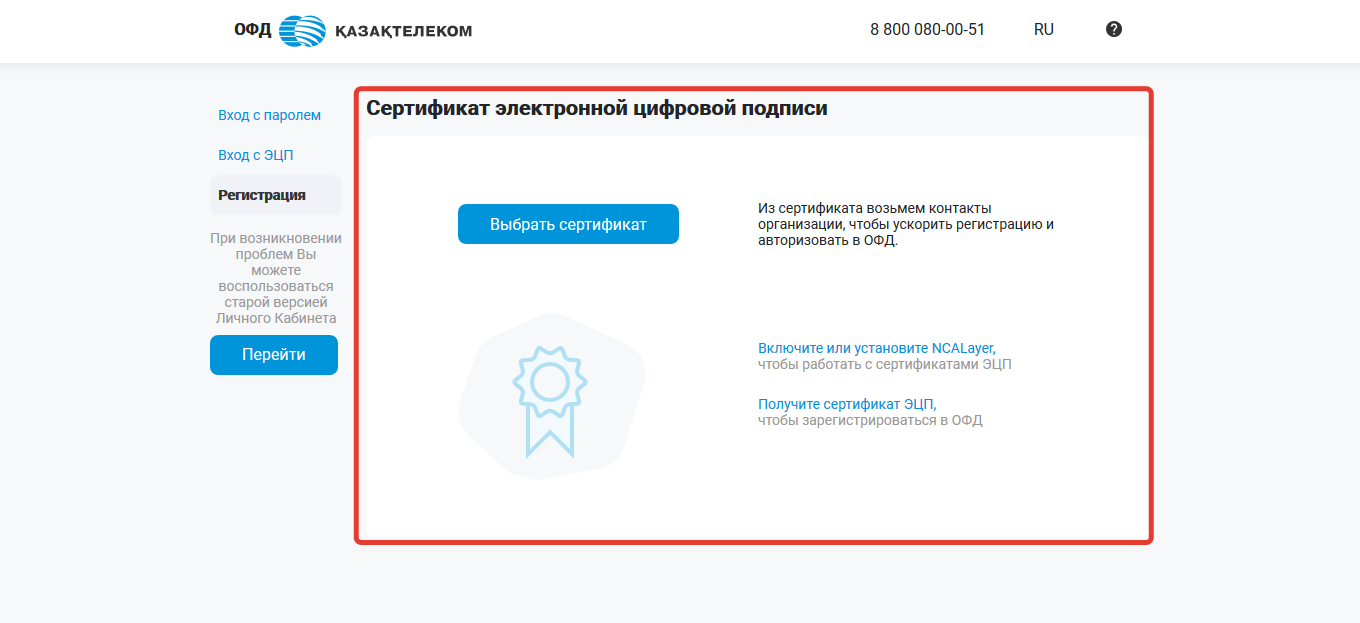 ОФД ҚАЗАҚТЕЛЕКОМ
8 800 080-00-51
RU
?
Вход с паролем
Вход с ЭЦП
Регистрация
При возникновении
проблем Вы
можете
воспользоваться
старой версией
Личного Кабинета
Перейти
Сертификат электронной цифровой подписи
Выбрать сертификат
Из сертификата возьмем контакты
организации, чтобы ускорить регистрацию и
авторизовать в ОФД.
Включите или установите NCALayer,
чтобы работать с сертификатами ЭЦП
Получите сертификат ЭЦП,
чтобы зарегистрироваться в ОФД